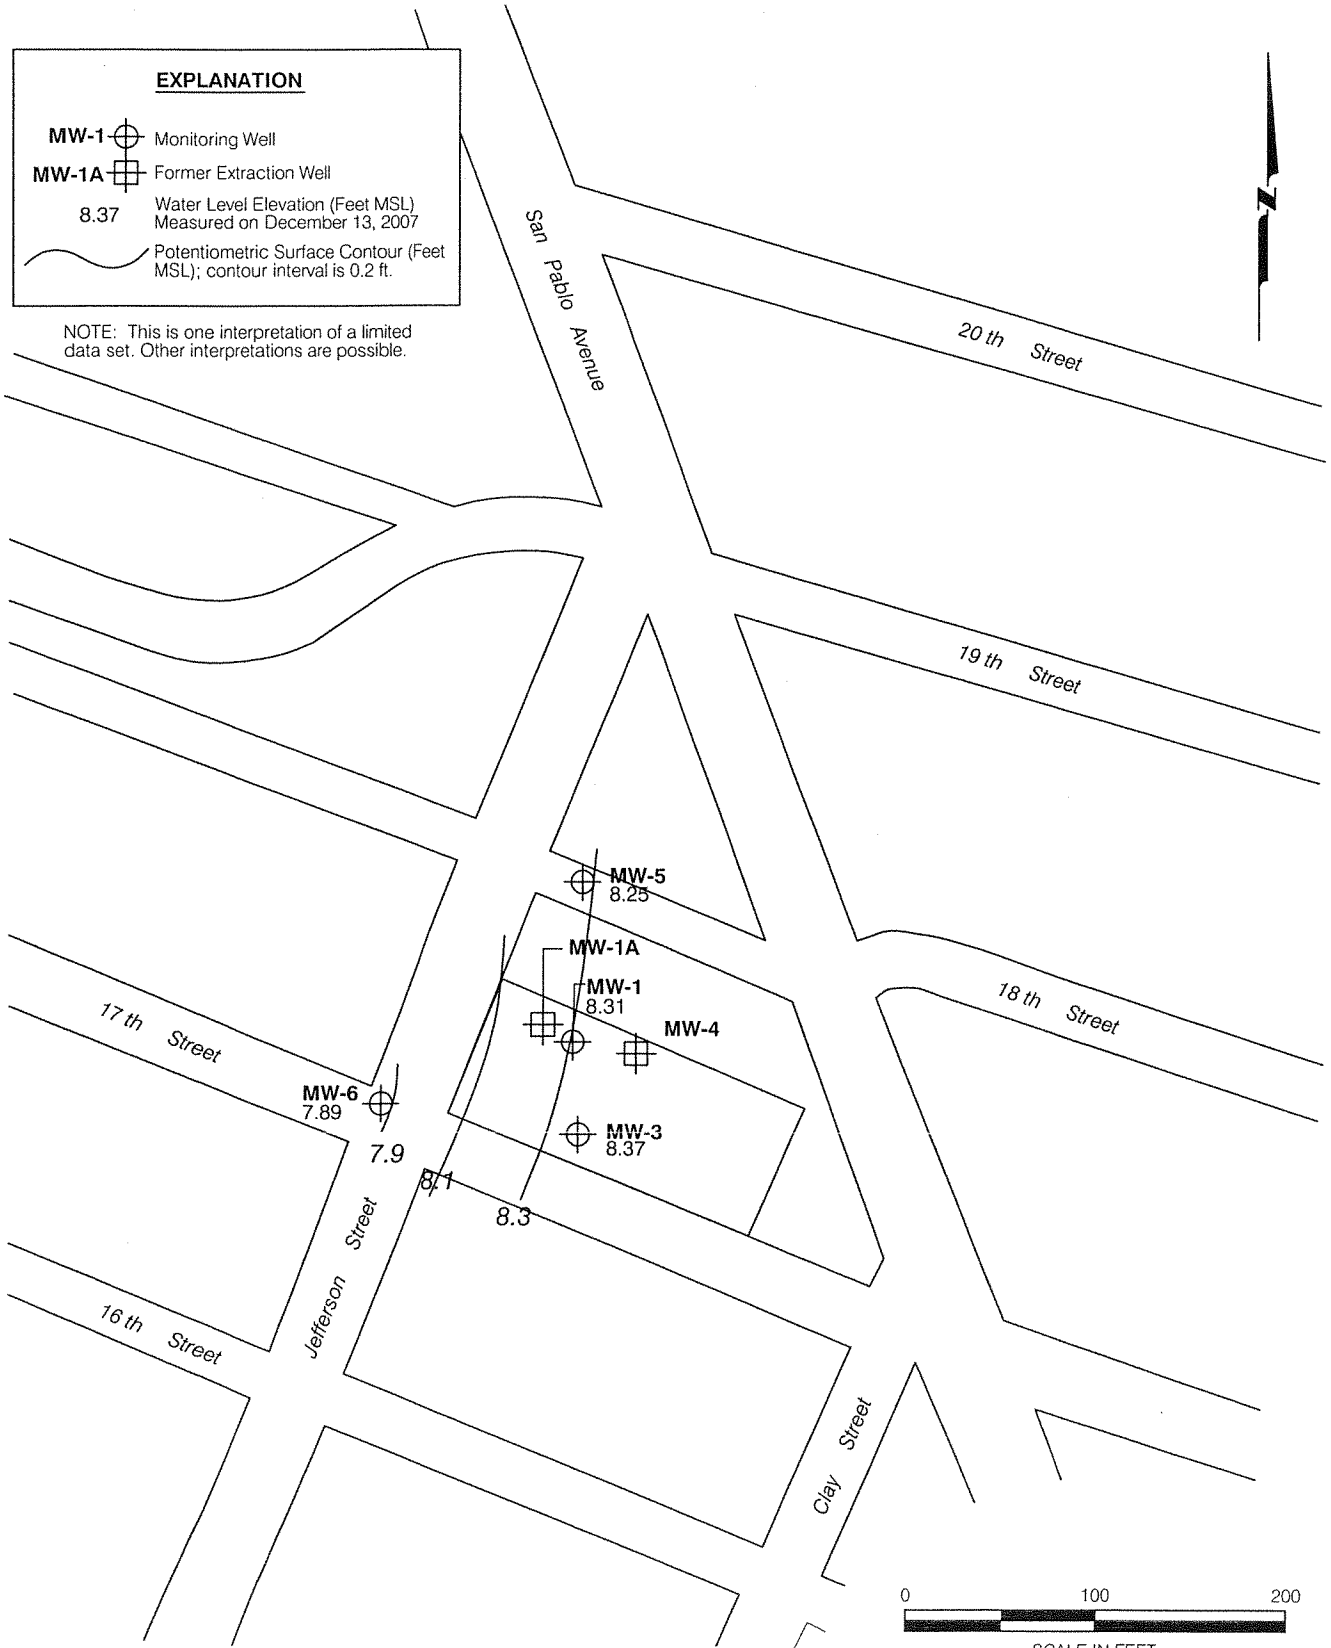 EXPLANATION
MW-1 Monitoring Well
MW-1A Former Extraction Well
8.37 Water Level Elevation (Feet MSL)
Measured on December 13, 2007
Potentiometric Surface Contour (Feet
MSL); contour interval is 0.2 ft.
NOTE: This is one interpretation of a limited
data set. Other interpretations are possible.
N
San Pablo Avenue
20 th Street
19 th Street
MW-5
8.25
MW-1A
MW-1
8.31
MW-4
18 th Street
17 th Street
MW-6
7.89
MW-3
8.37
7.9
8.1
8.3
Jefferson Street
16 th Street
Clay Street
0 100 200
SCALE IN FEET